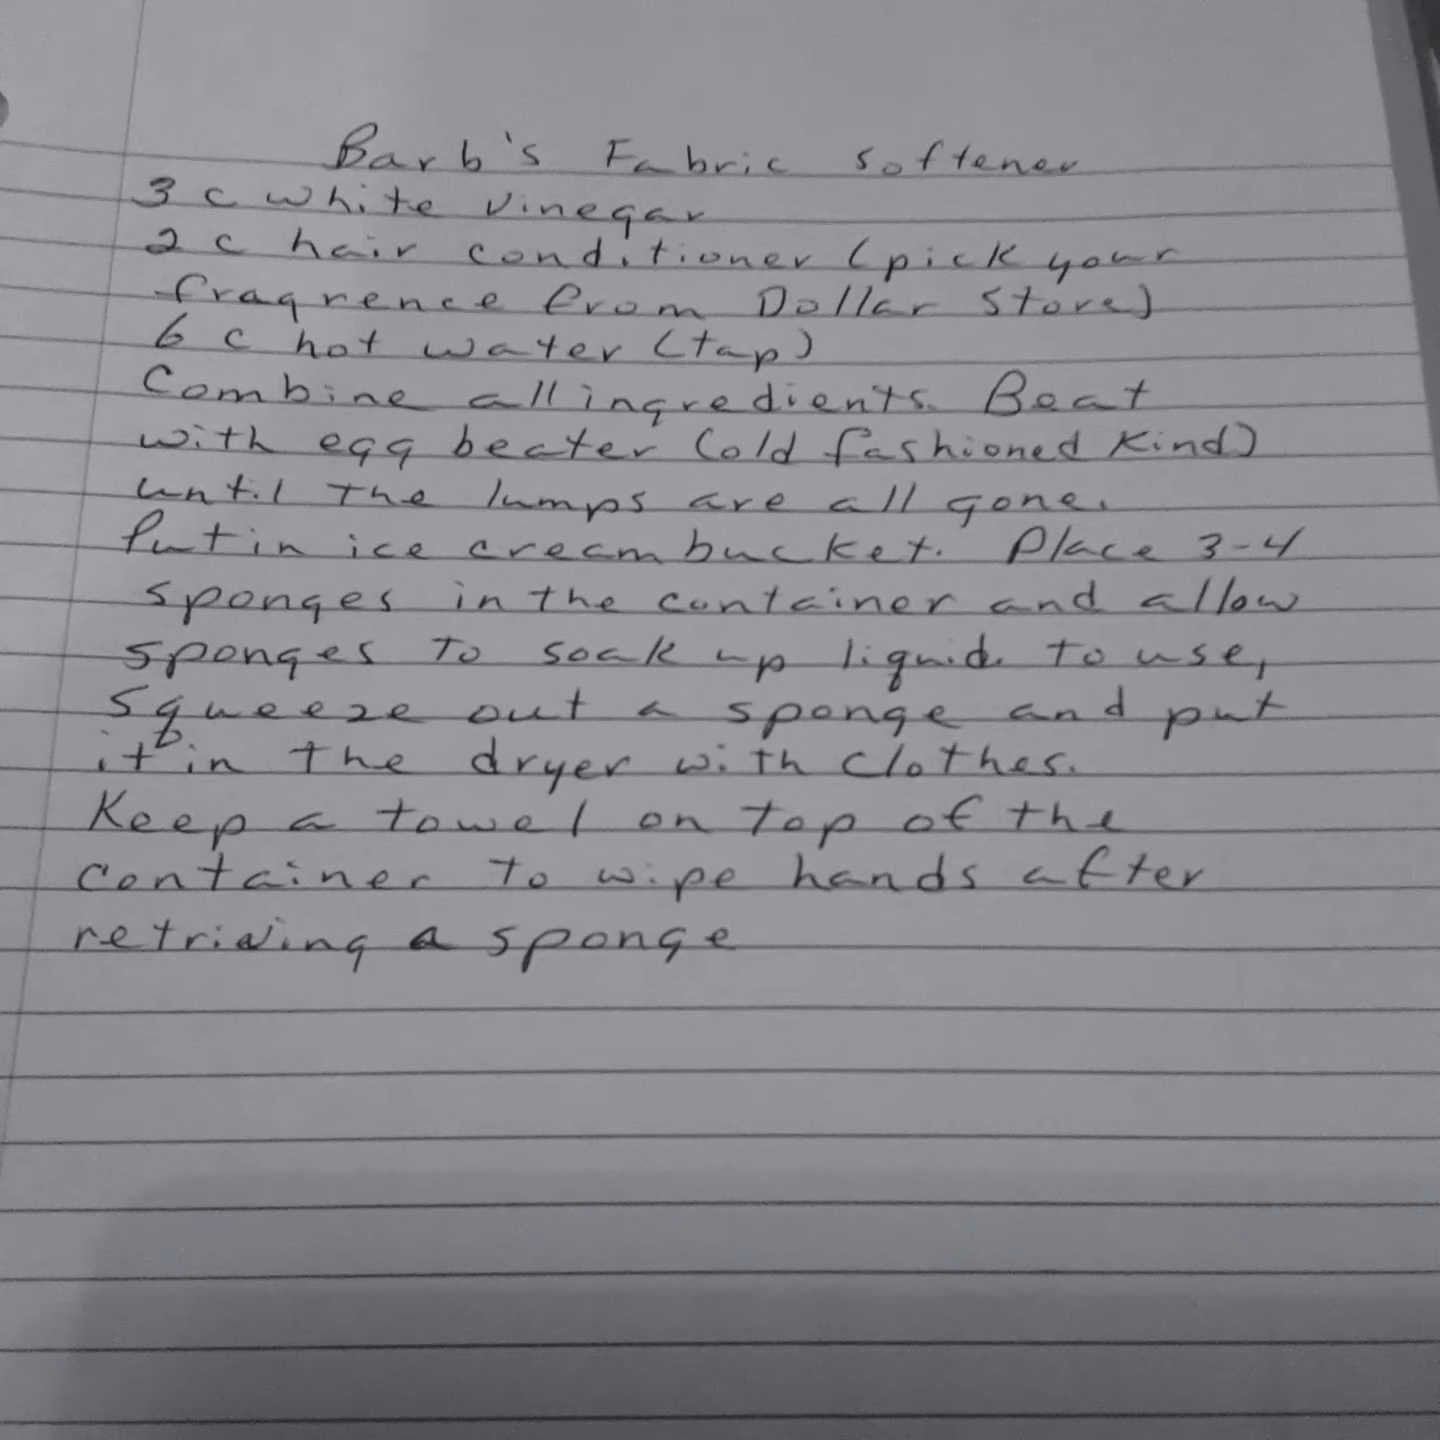 Barb's Fabric softener
3 c white vinegar
2 c hair conditioner (pick your
fragrence from Dollar Store)
6 c hot water (tap)
Combine all ingredients. Beat
with egg beater (old fashioned kind)
until the lumps are all gone.
Put in ice cream bucket. Place 3-4
sponges in the container and allow
sponges to soak up liquid. to use,
squeeze out a sponge and put
it in the dryer with clothes.
Keep a towel on top of the
container to wipe hands after
retriving a sponge